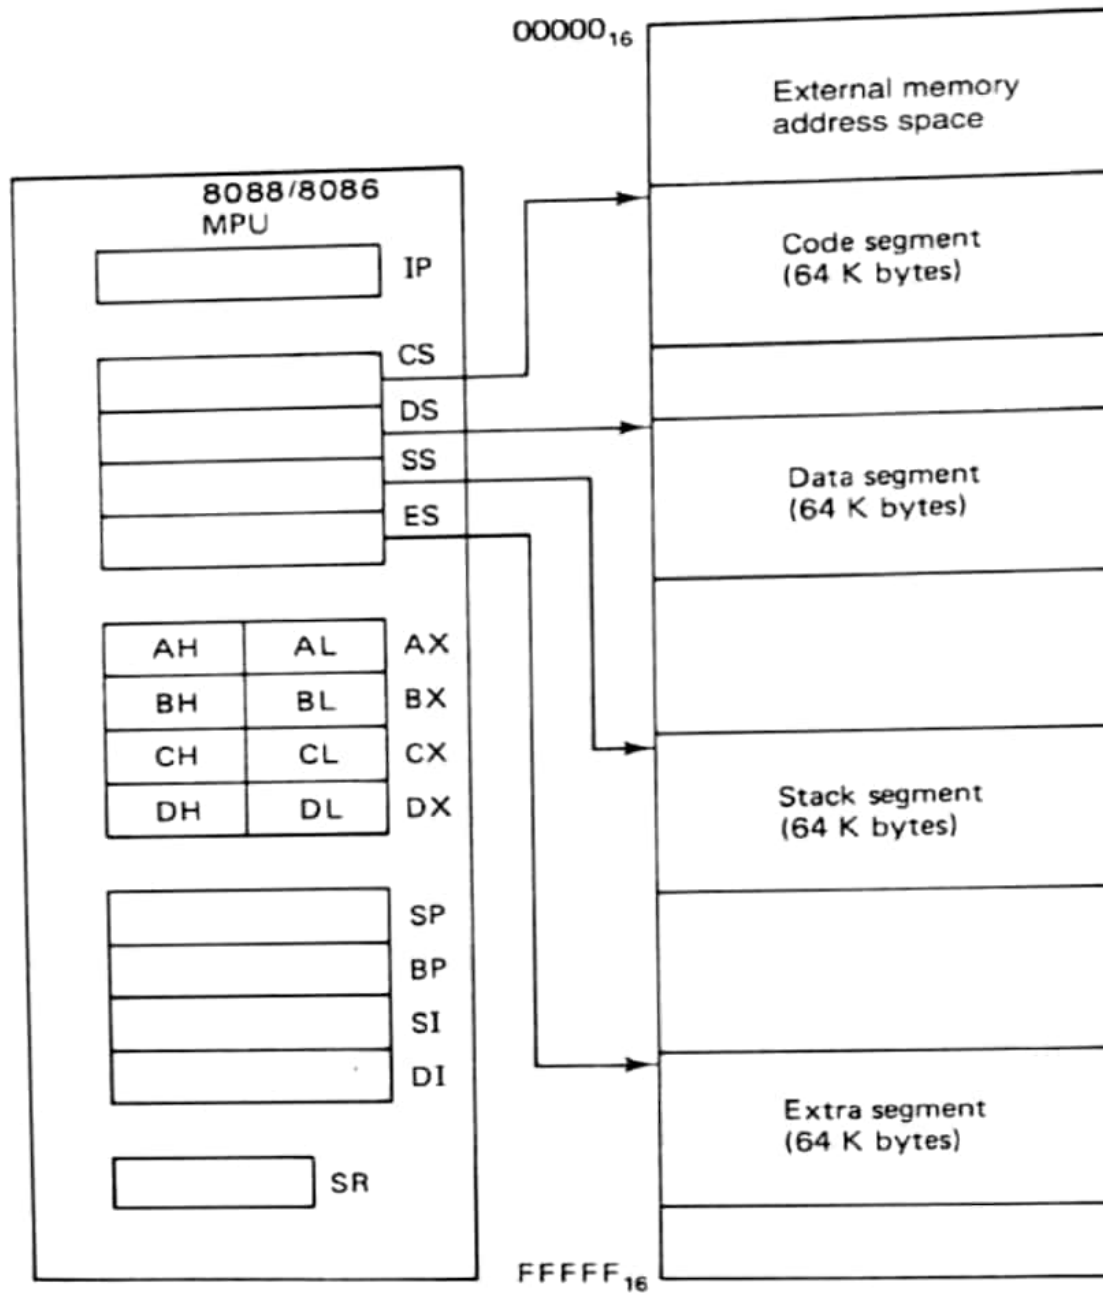 00000₁₆
External memory
address space
8088/8086
MPU
IP
Code segment
(64 K bytes)
CS
DS
SS
ES
Data segment
(64 K bytes)
AH AL AX
BH BL BX
CH CL CX
DH DL DX
Stack segment
(64 K bytes)
SP
BP
SI
DI
Extra segment
(64 K bytes)
SR
FFFFF₁₆